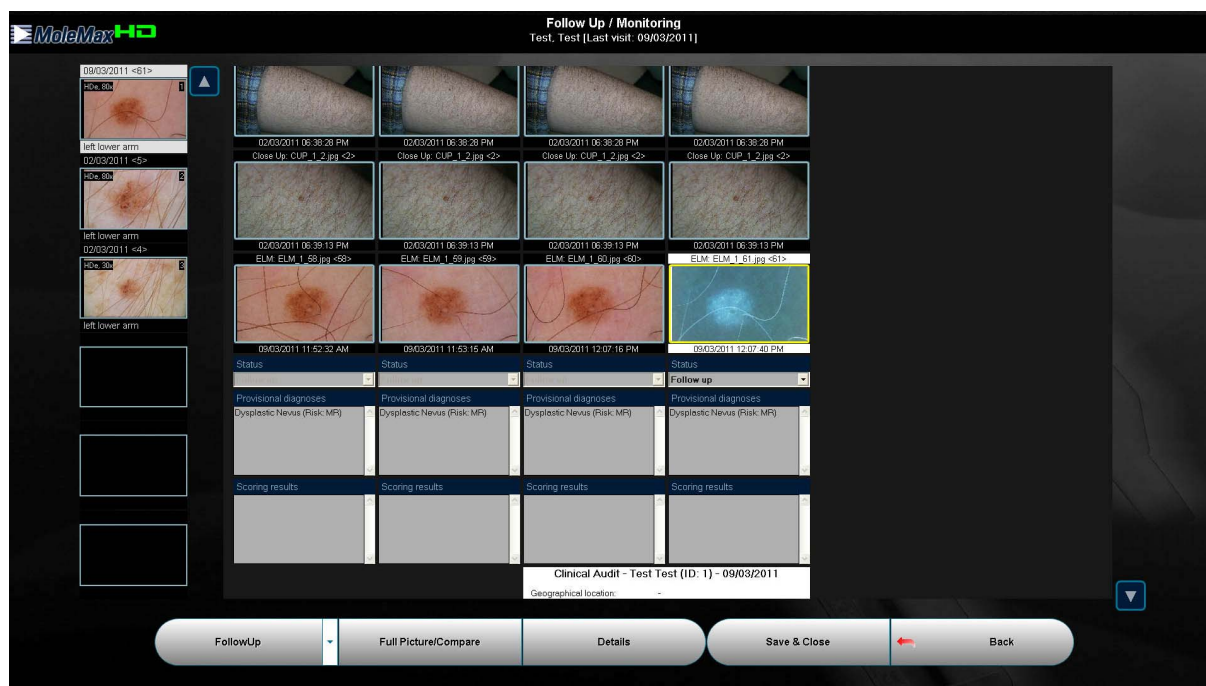 MoleMax HD
Follow Up / Monitoring
Test, Test [Last visit: 09/03/2011]
09/03/2011 <61>
HDe, 80x 1
left lower arm
02/03/2011 <5>
HDe, 80x 2
left lower arm
02/03/2011 <4>
HDe, 30x 3
left lower arm
02/03/2011 06:38:28 PM 02/03/2011 06:38:28 PM 02/03/2011 06:38:28 PM 02/03/2011 06:38:28 PM
Close Up: CUP_1_2.jpg <2> Close Up: CUP_1_2.jpg <2> Close Up: CUP_1_2.jpg <2> Close Up: CUP_1_2.jpg <2>
02/03/2011 06:39:13 PM 02/03/2011 06:39:13 PM 02/03/2011 06:39:13 PM 02/03/2011 06:39:13 PM
ELM: ELM_1_58.jpg <58> ELM: ELM_1_59.jpg <59> ELM: ELM_1_60.jpg <60> ELM: ELM_1_61.jpg <61>
09/03/2011 11:52:32 AM 09/03/2011 11:53:15 AM 09/03/2011 12:07:16 PM 09/03/2011 12:07:40 PM
Status Status Status Status
Follow up
Provisional diagnoses Provisional diagnoses Provisional diagnoses Provisional diagnoses
Dysplastic Nevus (Risk: MR) Dysplastic Nevus (Risk: MR) Dysplastic Nevus (Risk: MR) Dysplastic Nevus (Risk: MR)
Scoring results Scoring results Scoring results Scoring results
Clinical Audit - Test Test (ID: 1) - 09/03/2011
Geographical location: -
FollowUp Full Picture/Compare Details Save & Close Back